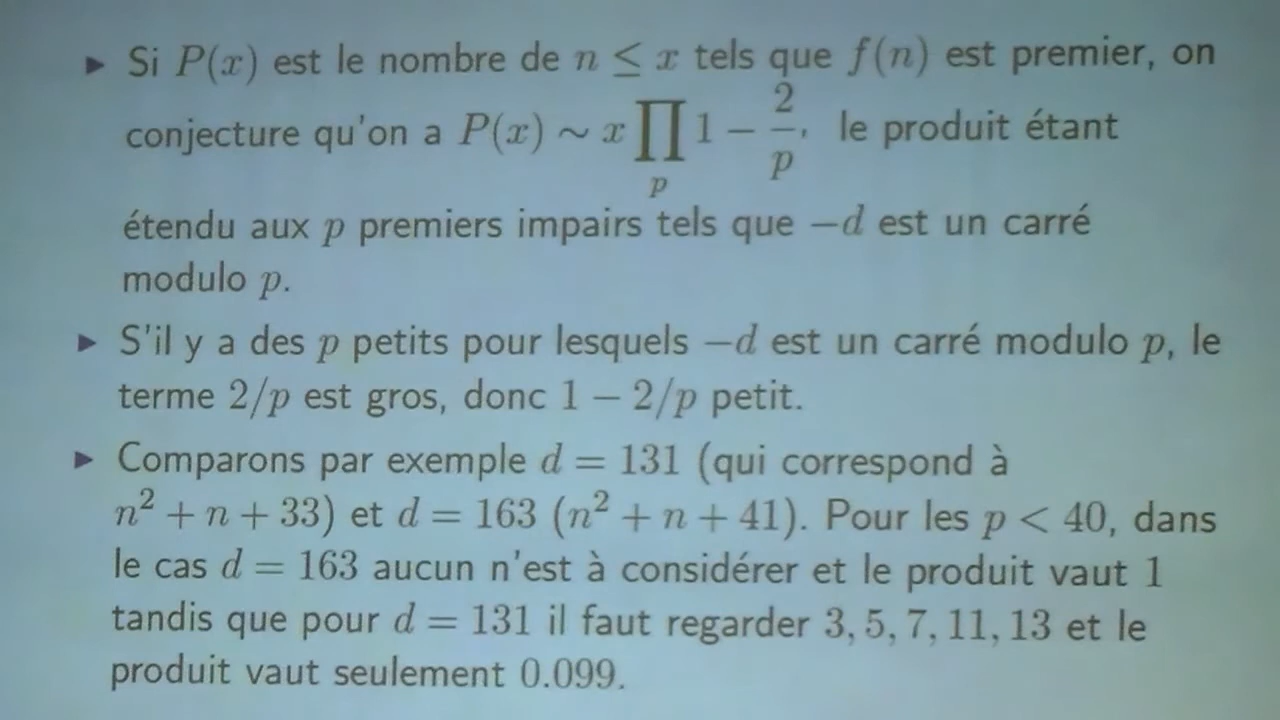 ▶ Si P(x) est le nombre de n ≤ x tels que f(n) est premier, on
conjecture qu'on a P(x) ∼ x ∏_p 1 − 2/p, le produit étant
étendu aux p premiers impairs tels que −d est un carré
modulo p.
▶ S'il y a des p petits pour lesquels −d est un carré modulo p, le
terme 2/p est gros, donc 1 − 2/p petit.
▶ Comparons par exemple d = 131 (qui correspond à
n² + n + 33) et d = 163 (n² + n + 41). Pour les p < 40, dans
le cas d = 163 aucun n'est à considérer et le produit vaut 1
tandis que pour d = 131 il faut regarder 3, 5, 7, 11, 13 et le
produit vaut seulement 0.099.